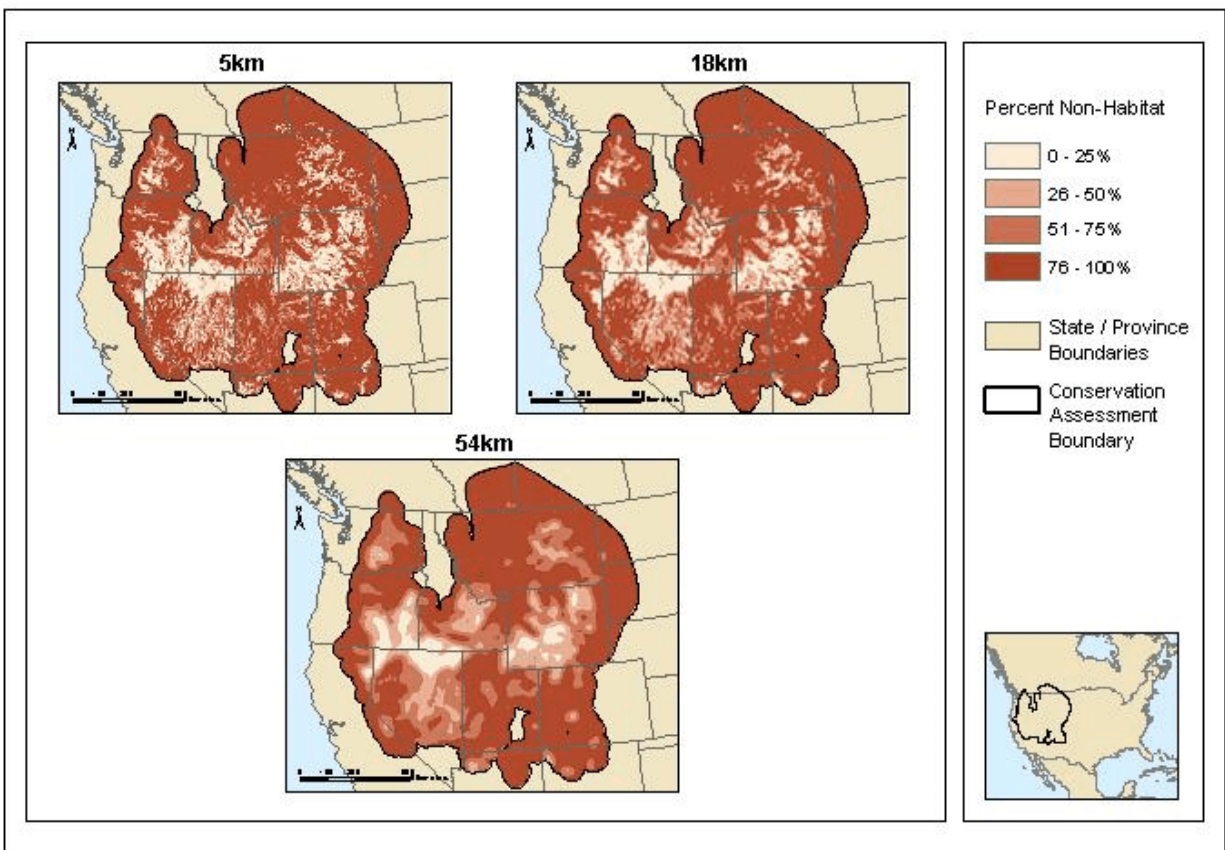 5km
18km
54km
Percent Non-Habitat
0 - 25%
26 - 50%
51 - 75%
76 - 100%
State / Province
Boundaries
Conservation
Assessment
Boundary